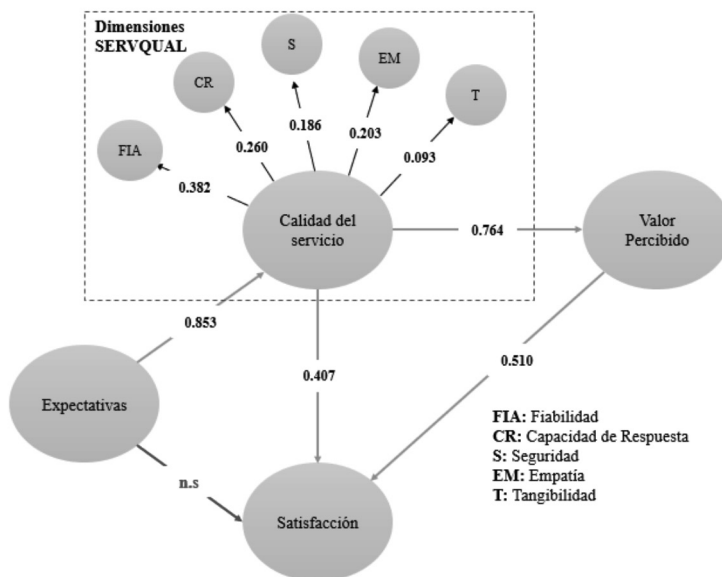 Dimensiones
SERVQUAL
S
EM
CR
T
FIA
0.186
0.203
0.260
0.093
0.382
Calidad del
servicio
0.764
Valor
Percibido
0.853
0.407
0.510
Expectativas
n.s
Satisfacción
FIA: Fiabilidad
CR: Capacidad de Respuesta
S: Seguridad
EM: Empatía
T: Tangibilidad